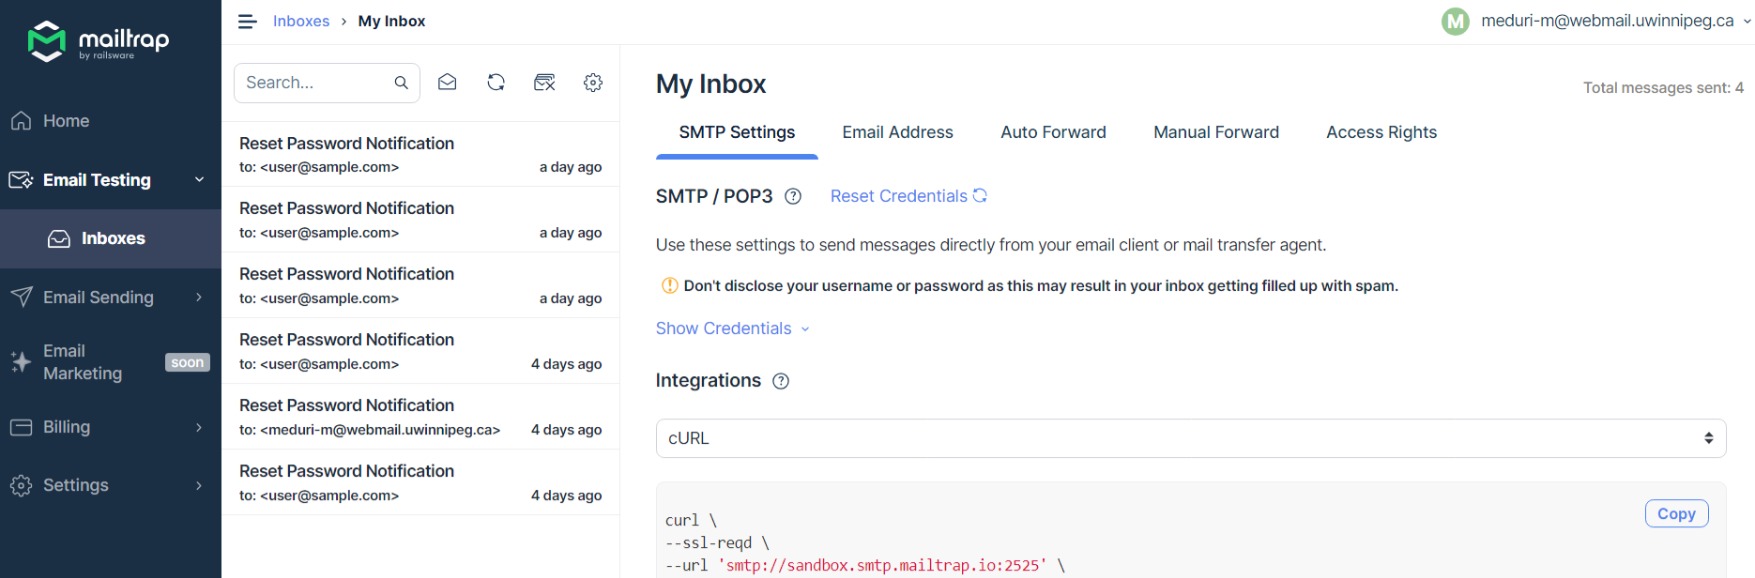 mailtrap
by railsware
Home
Email Testing
Inboxes
Email Sending
Email
Marketing
soon
Billing
Settings
Inboxes › My Inbox
meduri-m@webmail.uwinnipeg.ca
M
Search...
Reset Password Notification
to: <user@sample.com> a day ago
Reset Password Notification
to: <user@sample.com> a day ago
Reset Password Notification
to: <user@sample.com> a day ago
Reset Password Notification
to: <user@sample.com> 4 days ago
Reset Password Notification
to: <meduri-m@webmail.uwinnipeg.ca> 4 days ago
Reset Password Notification
to: <user@sample.com> 4 days ago
My Inbox
Total messages sent: 4
SMTP Settings Email Address Auto Forward Manual Forward Access Rights
SMTP / POP3 ? Reset Credentials
Use these settings to send messages directly from your email client or mail transfer agent.
! Don't disclose your username or password as this may result in your inbox getting filled up with spam.
Show Credentials
Integrations ?
cURL
Copy
curl \
--ssl-reqd \
--url 'smtp://sandbox.smtp.mailtrap.io:2525' \